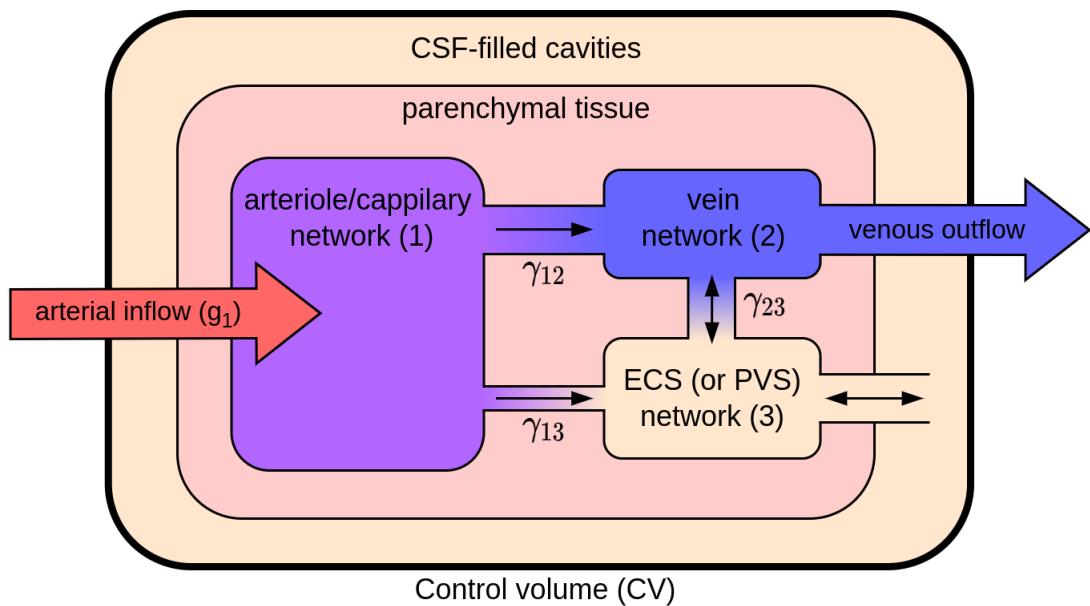 CSF-filled cavities
parenchymal tissue
arteriole/cappilary
network (1)
vein
network (2)
venous outflow
γ12
γ23
arterial inflow (g1)
ECS (or PVS)
network (3)
γ13
Control volume (CV)